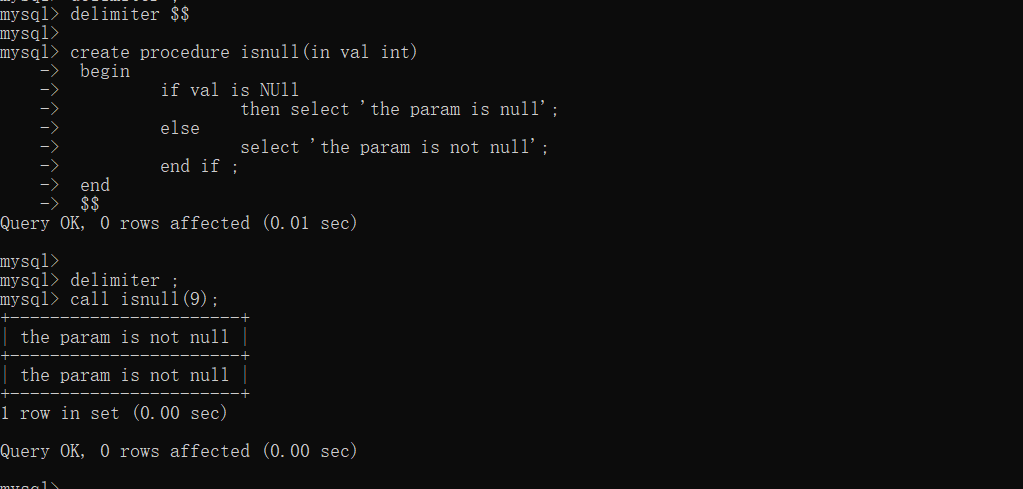 mysql> delimiter $$
mysql>
mysql> create procedure isnull(in val int)
    ->  begin
    ->          if val is NUll
    ->                  then select 'the param is null';
    ->          else
    ->                  select 'the param is not null';
    ->          end if ;
    ->  end
    ->  $$
Query OK, 0 rows affected (0.01 sec)

mysql>
mysql> delimiter ;
mysql> call isnull(9);
+-----------------------+
| the param is not null |
+-----------------------+
| the param is not null |
+-----------------------+
1 row in set (0.00 sec)

Query OK, 0 rows affected (0.00 sec)

mysql>